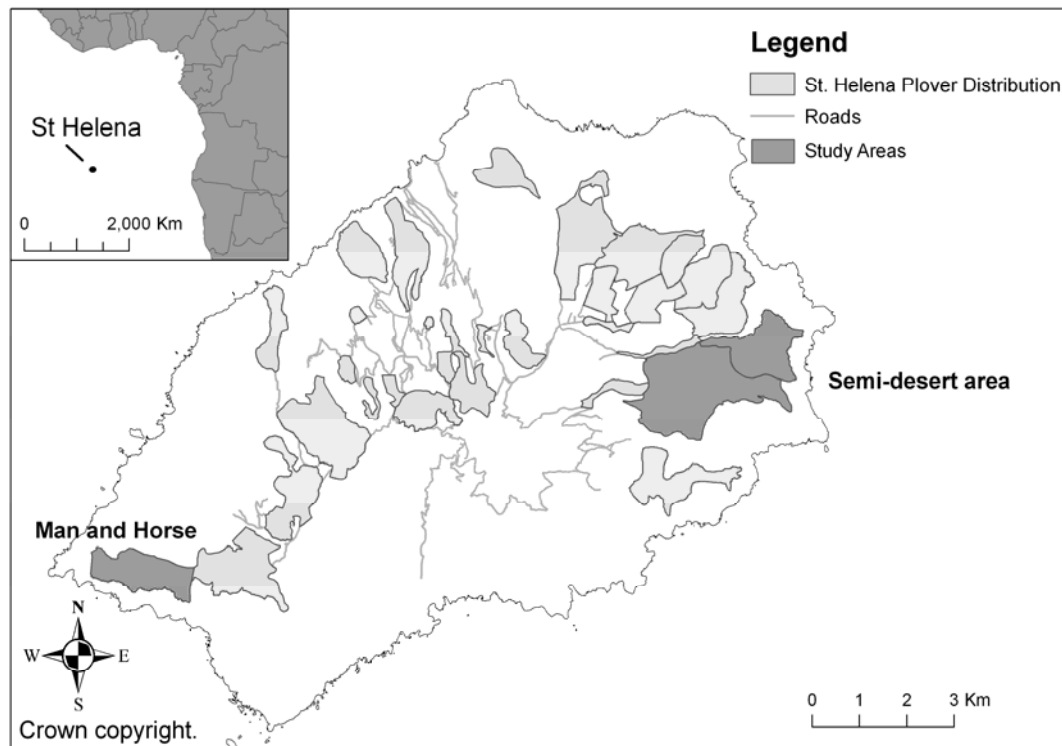 St Helena
0 2,000 Km
Legend
St. Helena Plover Distribution
Roads
Study Areas
Semi-desert area
Man and Horse
N
W E
S
Crown copyright.
0 1 2 3 Km